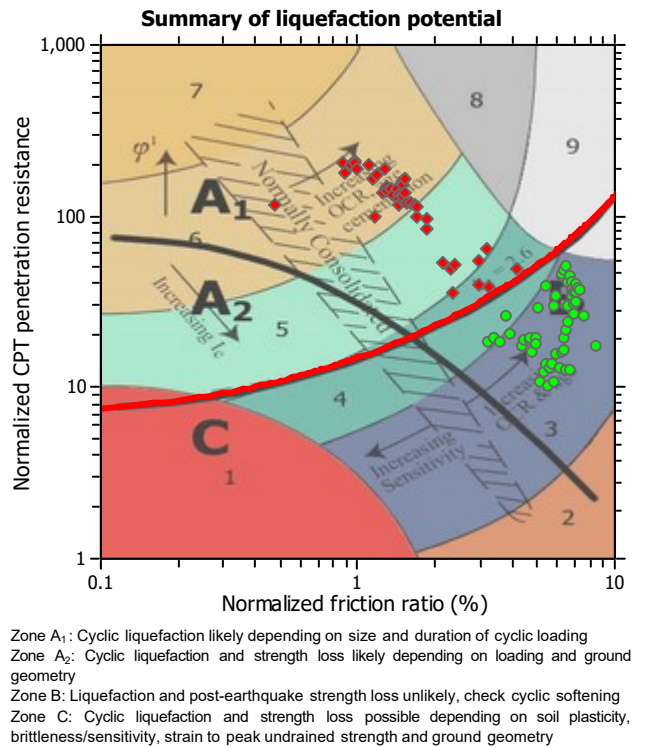 Summary of liquefaction potential
1,000
100
10
1
0.1
1
10
Normalized CPT penetration resistance
Normalized friction ratio (%)
7
8
9
φ'
A1
Normally Consolidated
Increasing
OCR,
cementation
6
A2
Increasing Ic
5
= 2.6
4
C
1
Increasing
Sensitivity
Increasing
OCR &
3
2
Zone A1: Cyclic liquefaction likely depending on size and duration of cyclic loading
Zone A2: Cyclic liquefaction and strength loss likely depending on loading and ground
geometry
Zone B: Liquefaction and post-earthquake strength loss unlikely, check cyclic softening
Zone C: Cyclic liquefaction and strength loss possible depending on soil plasticity,
brittleness/sensitivity, strain to peak undrained strength and ground geometry